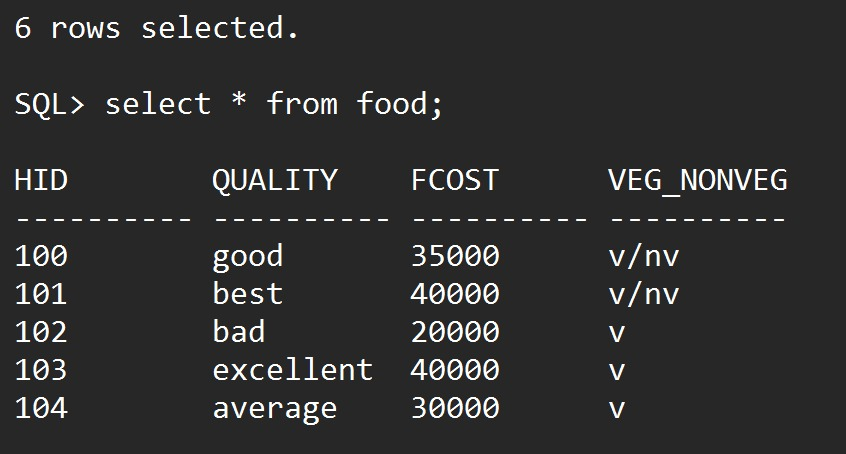 6 rows selected.
SQL> select * from food;
HID QUALITY FCOST VEG_NONVEG
---------- ---------- ---------- ----------
100 good 35000 v/nv
101 best 40000 v/nv
102 bad 20000 v
103 excellent 40000 v
104 average 30000 v